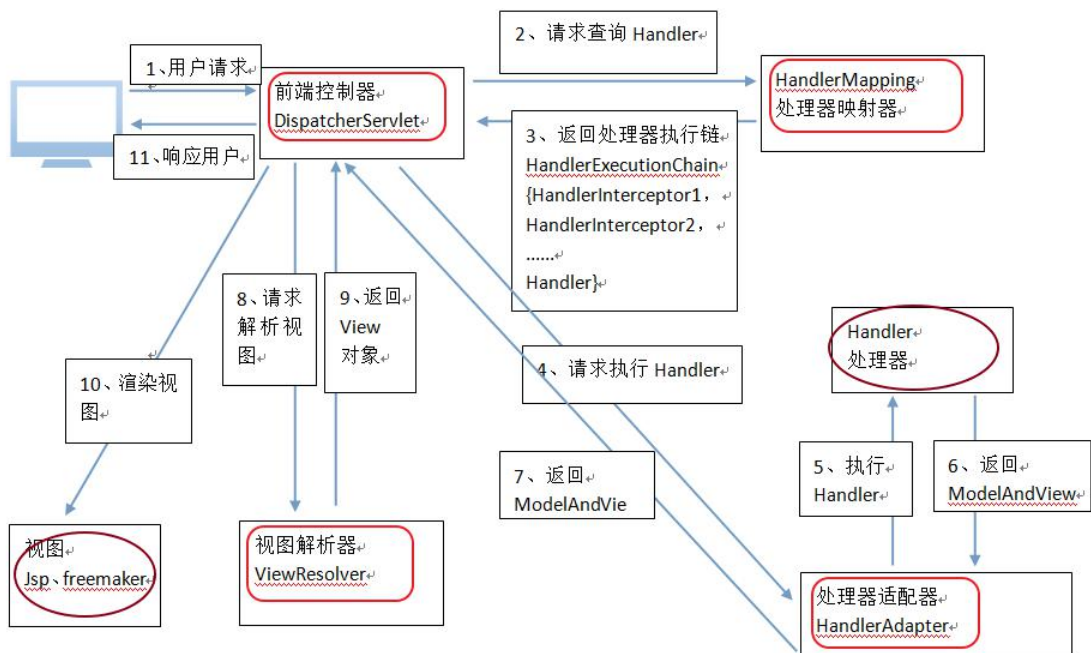 1、用户请求
前端控制器
DispatcherServlet
2、请求查询 Handler
HandlerMapping
处理器映射器
3、返回处理器执行链
HandlerExecutionChain
{HandlerInterceptor1，
HandlerInterceptor2，
......
Handler}
11、响应用户
8、请求
解析视
图
9、返回
View
对象
4、请求执行 Handler
Handler
处理器
10、渲染视
图
7、返回
ModelAndVie
5、执行
Handler
6、返回
ModelAndView
视图
Jsp、freemaker
视图解析器
ViewResolver
处理器适配器
HandlerAdapter